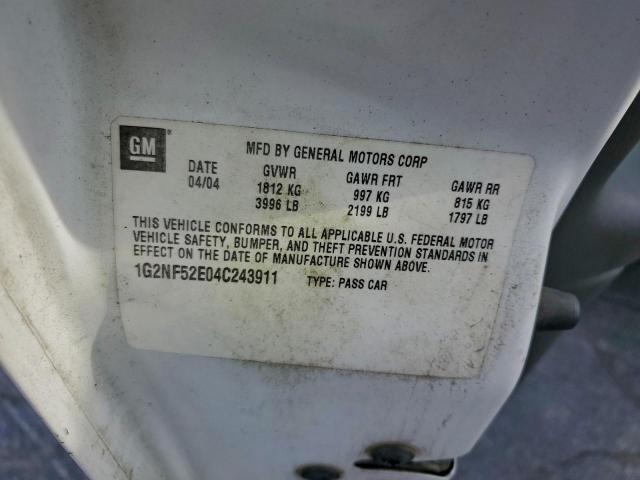 GM
MFD BY GENERAL MOTORS CORP
DATE GVWR GAWR FRT GAWR RR
04/04 1812 KG 997 KG 815 KG
3996 LB 2199 LB 1797 LB
THIS VEHICLE CONFORMS TO ALL APPLICABLE U.S. FEDERAL MOTOR
VEHICLE SAFETY, BUMPER, AND THEFT PREVENTION STANDARDS IN
EFFECT ON THE DATE OF MANUFACTURE SHOWN ABOVE.
1G2NF52E04C243911 TYPE: PASS CAR